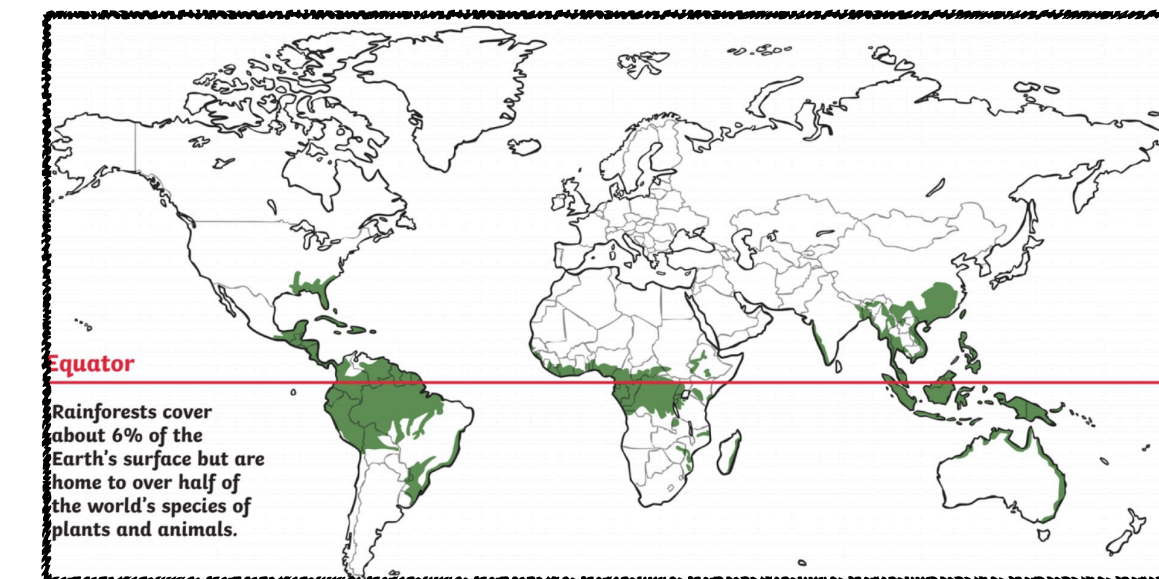 Equator
Rainforests cover
about 6% of the
Earth's surface but are
home to over half of
the world's species of
plants and animals.